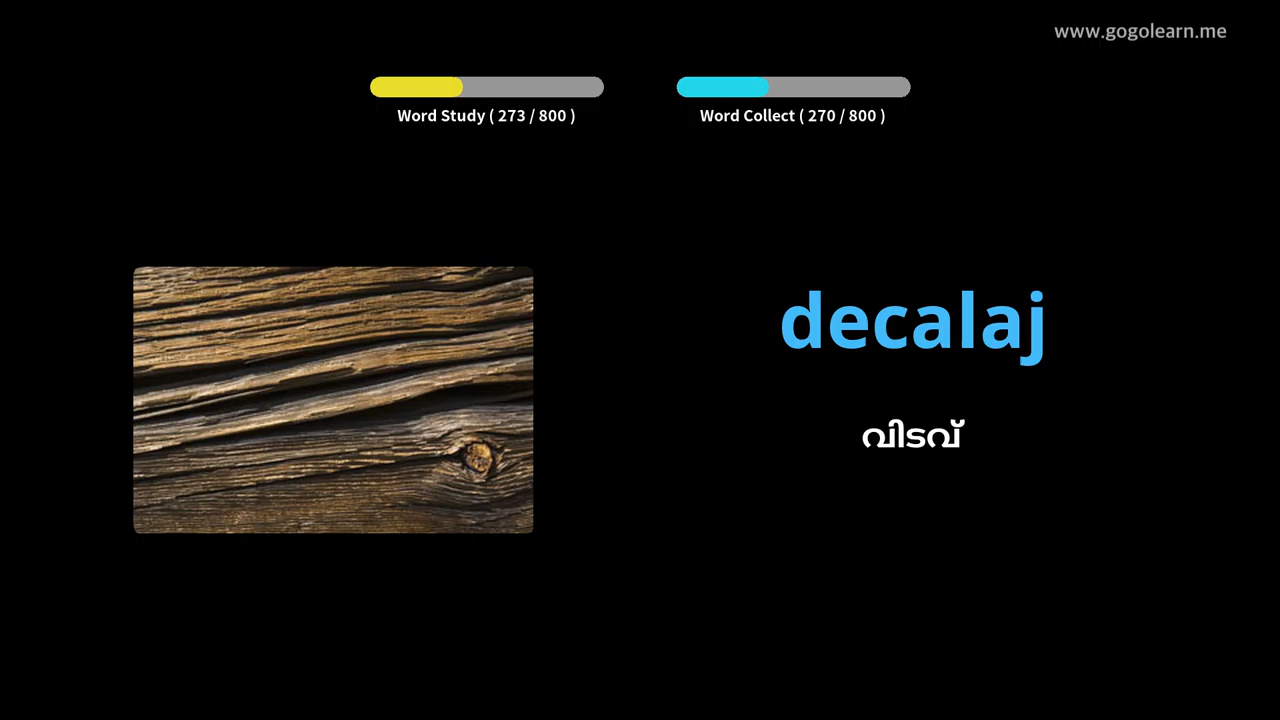 www.gogolearn.me
Word Study ( 273 / 800 )
Word Collect ( 270 / 800 )
decalaj
വിടവ്